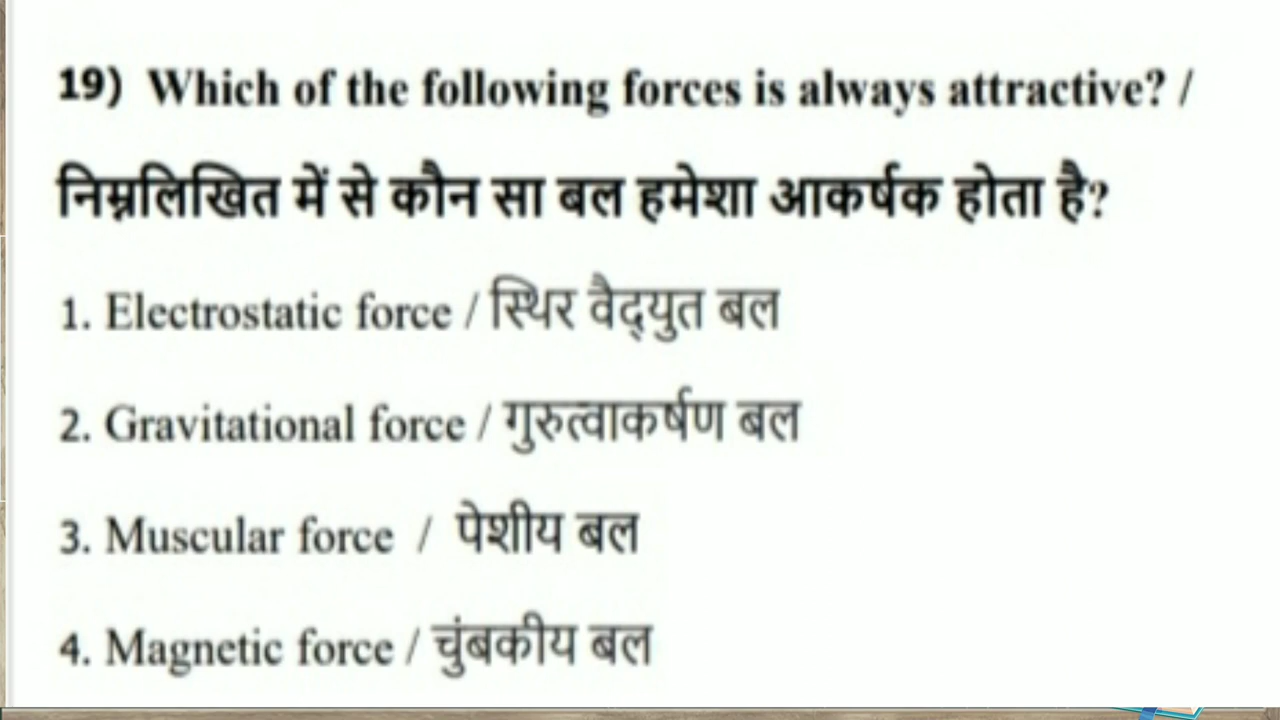 19) Which of the following forces is always attractive? /
निम्नलिखित में से कौन सा बल हमेशा आकर्षक होता है?
1. Electrostatic force / स्थिर वैद्युत बल
2. Gravitational force / गुरुत्वाकर्षण बल
3. Muscular force / पेशीय बल
4. Magnetic force / चुंबकीय बल